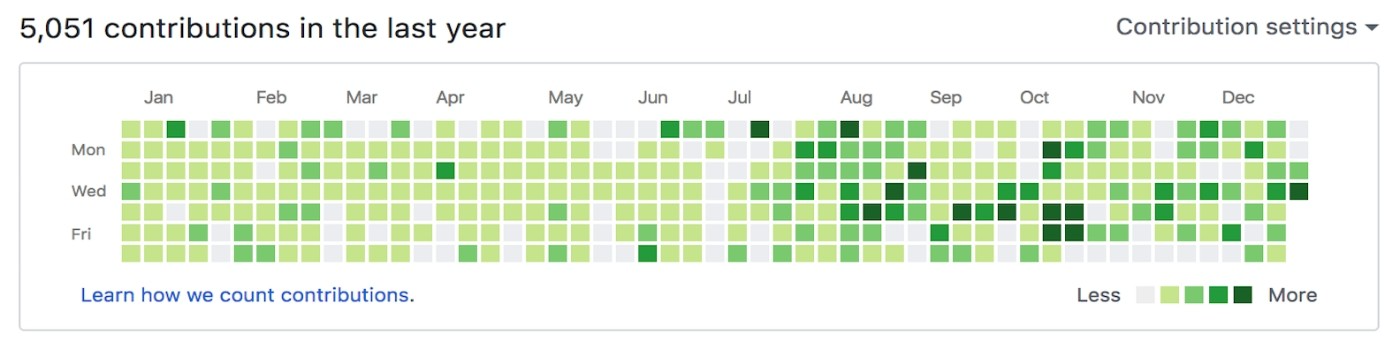 5,051 contributions in the last year
Contribution settings
Jan Feb Mar Apr May Jun Jul Aug Sep Oct Nov Dec
Mon
Wed
Fri
Learn how we count contributions.
Less More